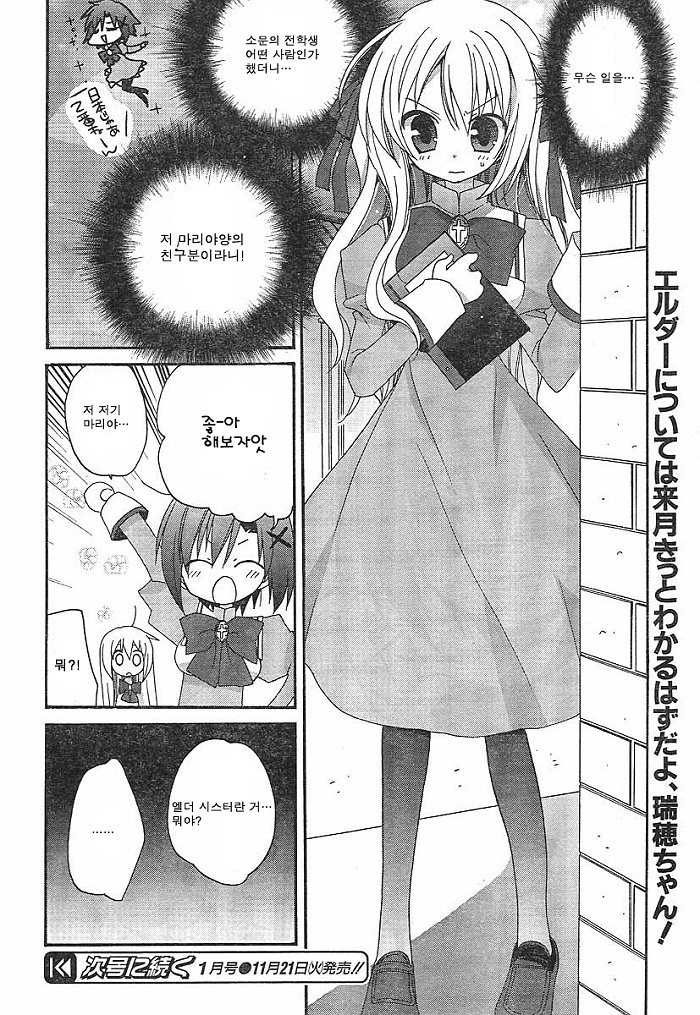 무슨 일을…
소문의 전학생
어떤 사람인가
했더니…
저 마리야양의
친구분이라니!
좋-아
해보자앗
저 저기
마리야…
뭐?!
엘더 시스터란 거…
뭐야?
……
エルダーについては来月きっとわかるはずだよ、瑞穂ちゃん！
次号に続く 1月号●11月21日(火)発売!!